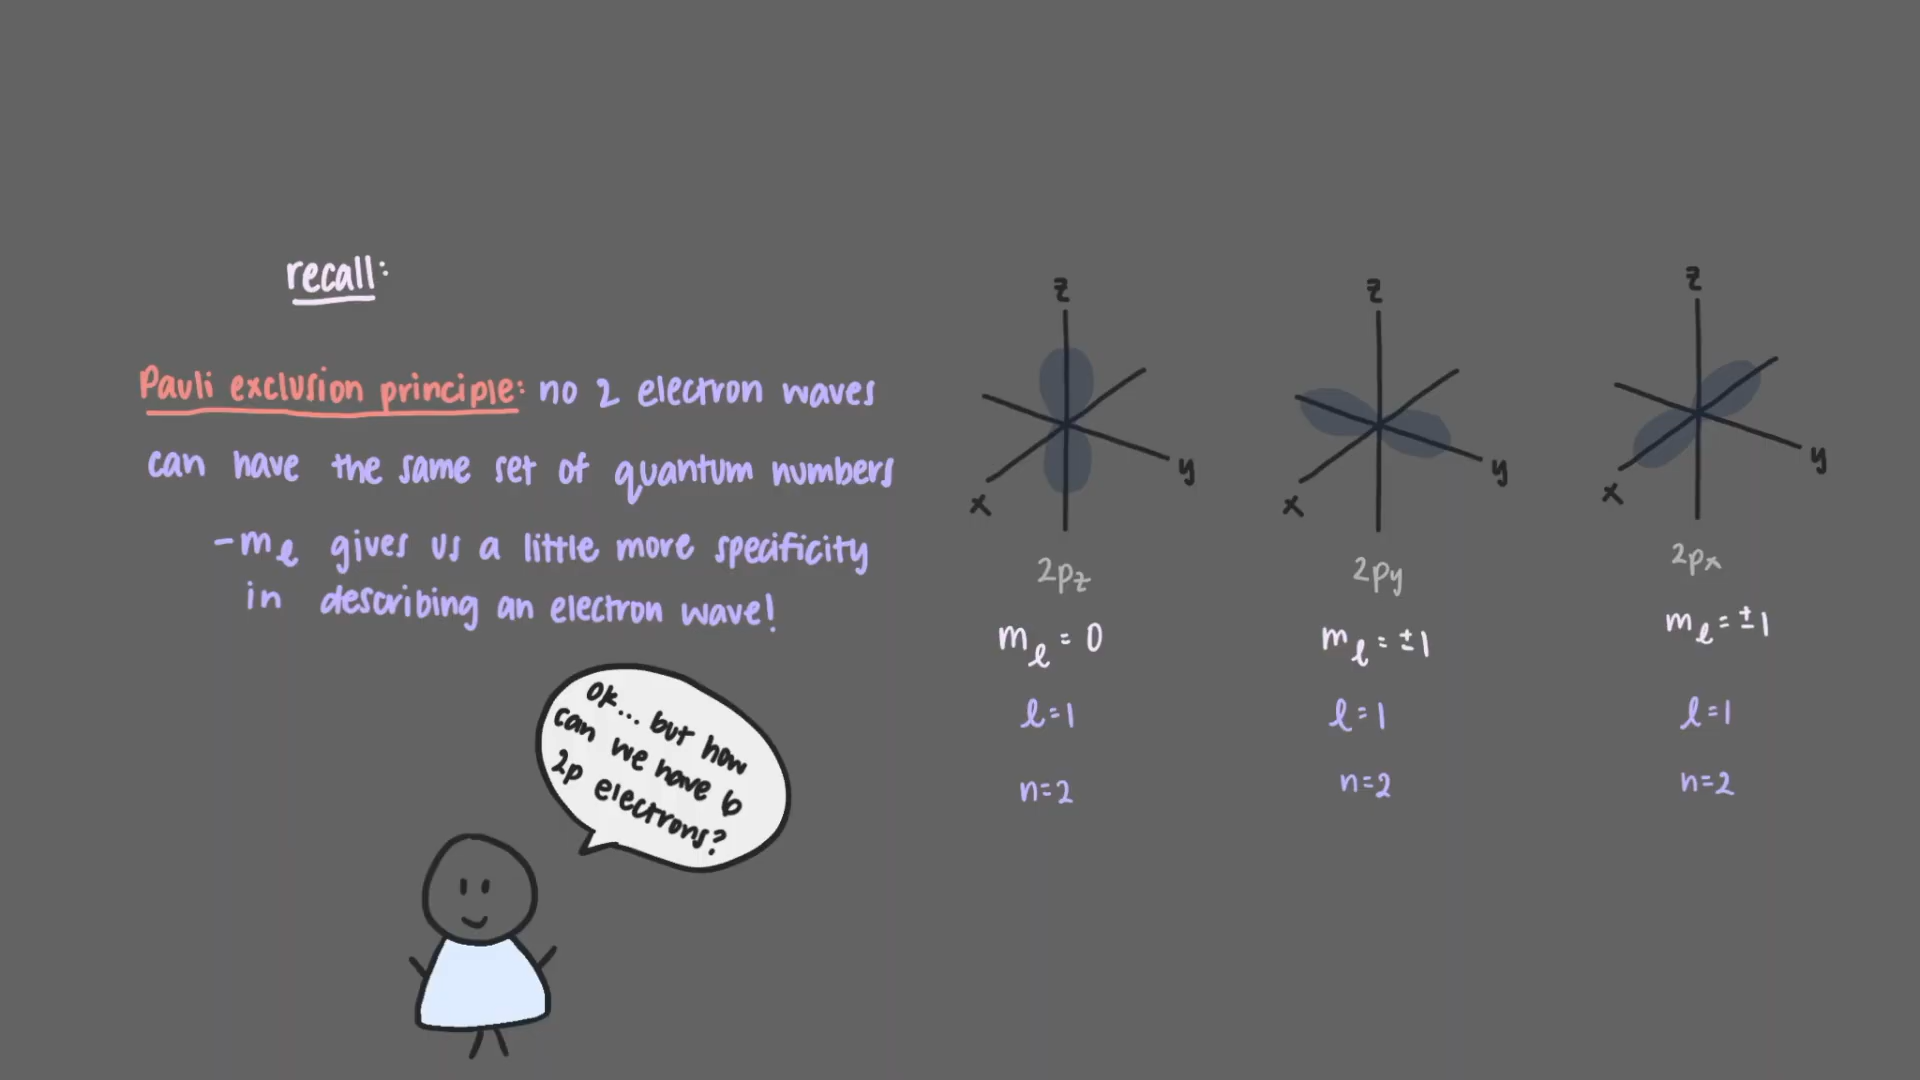 recall:
Pauli exclusion principle: no 2 electron waves
can have the same set of quantum numbers
-mℓ gives us a little more specificity
in describing an electron wave!
Ok... but how
can we have 6
2p electrons?
z
y
x
2pz
mℓ = 0
ℓ=1
n=2
z
y
x
2py
mℓ = ±1
ℓ=1
n=2
z
y
x
2px
mℓ = ±1
ℓ=1
n=2